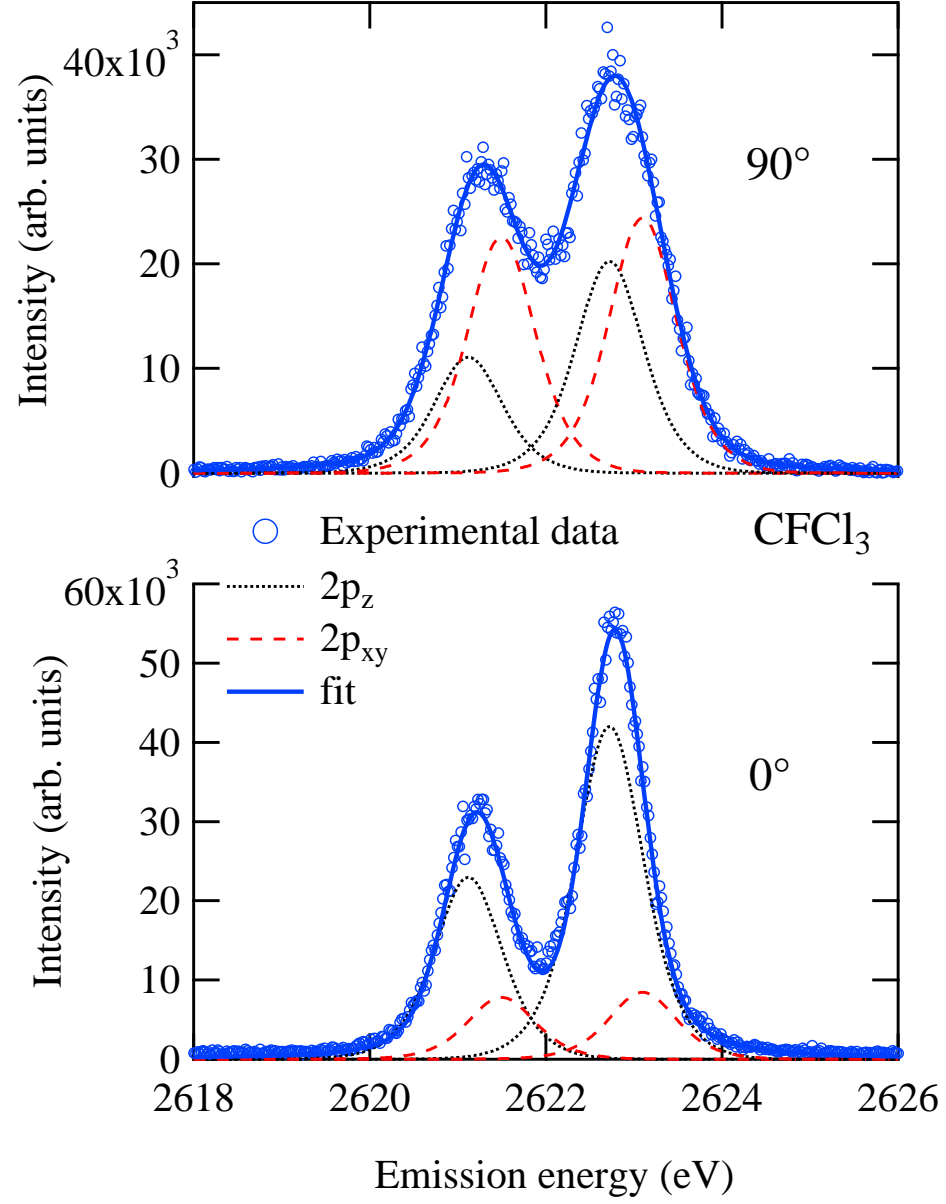 40x10³
30
20
10
0
Intensity (arb. units)
90°
Experimental data
CFCl₃
2p_z
2p_xy
fit
60x10³
50
40
30
20
10
0
Intensity (arb. units)
0°
2618 2620 2622 2624 2626
Emission energy (eV)